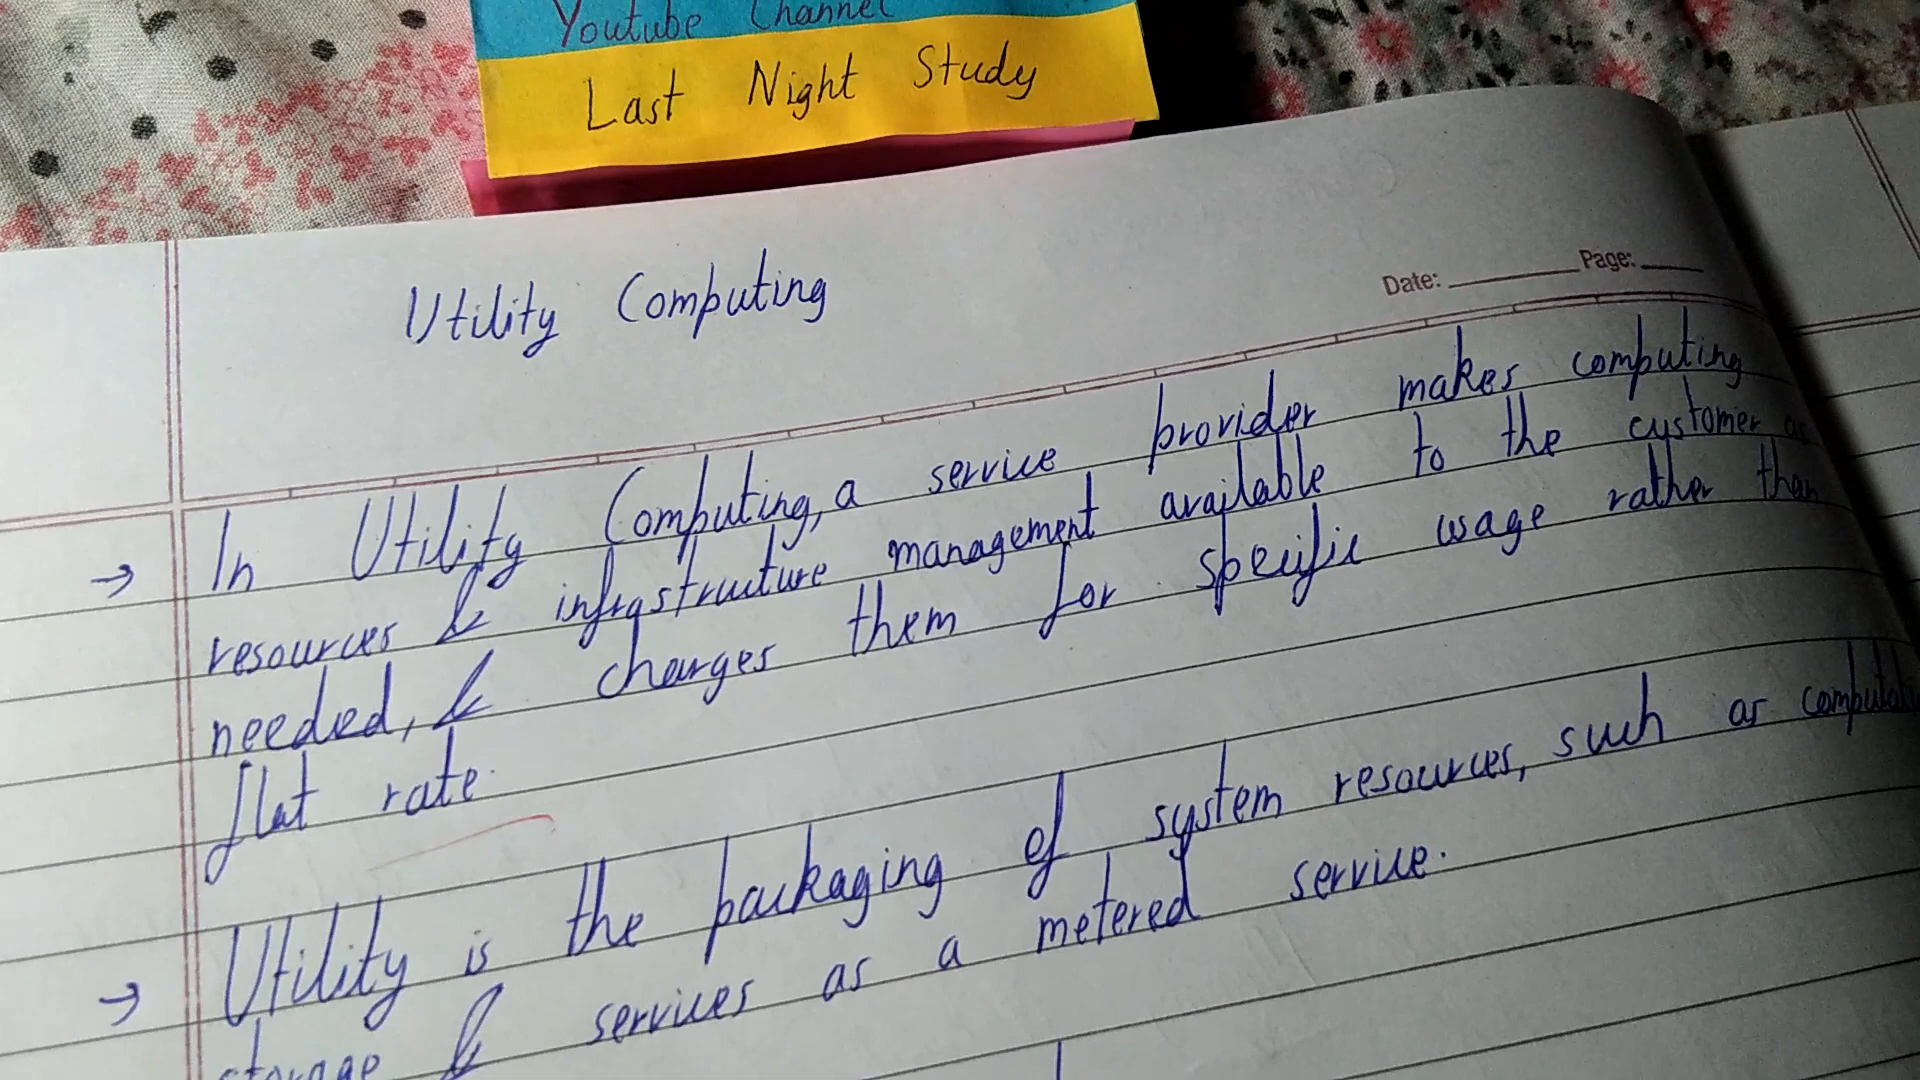 Youtube Channel
Last Night Study
Utility Computing
Date: Page:
→ In Utility Computing, a service provider makes computing
resources & infrastructure management available to the customer as
needed, & charges them for specific usage rather than
flat rate.
→ Utility is the packaging of system resources, such as
storage & services as a metered service.